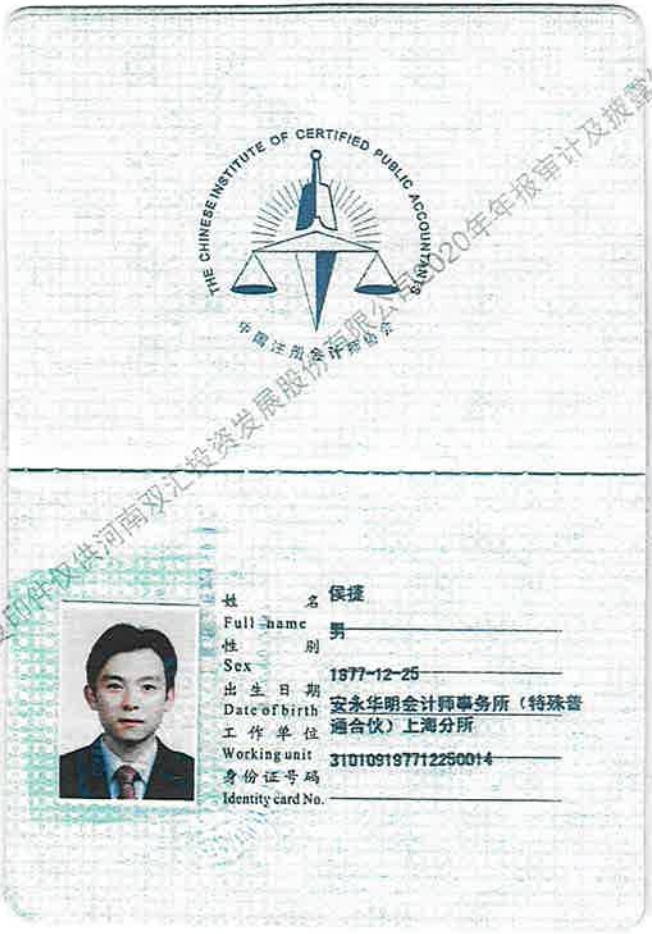 THE CHINESE INSTITUTE OF CERTIFIED PUBLIC ACCOUNTANTS
中国注册会计师协会
印件仅供河南双汇投资发展股份有限公司2020年年报审计及披露
姓 名 侯捷
Full name
性 别 男
Sex
出 生 日 期 1977-12-25
Date of birth
工 作 单 位 安永华明会计师事务所（特殊普
通合伙）上海分所
Working unit
身份证号码 310109197712250014
Identity card No.